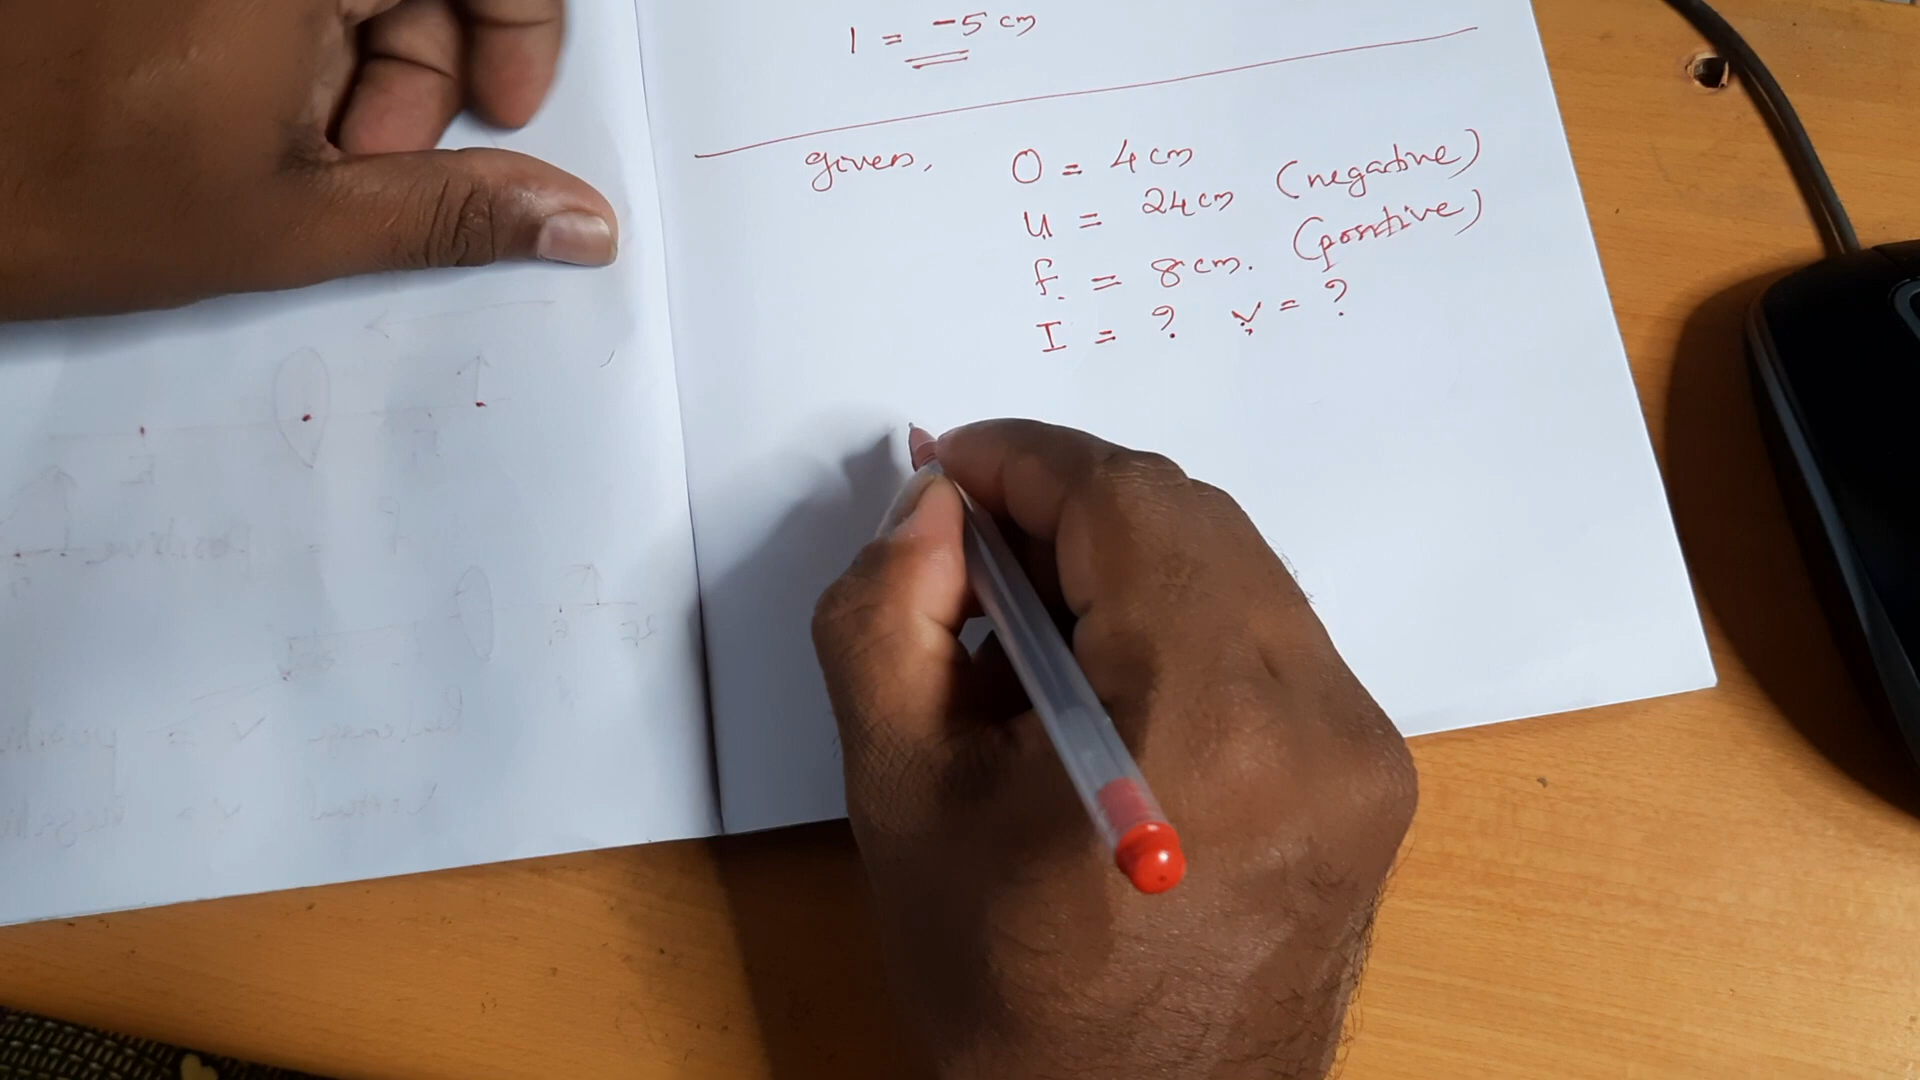 I = -5 cm
given, O = 4 cm
u = 24 cm (negative)
f = 8 cm. (positive)
I = ? v = ?